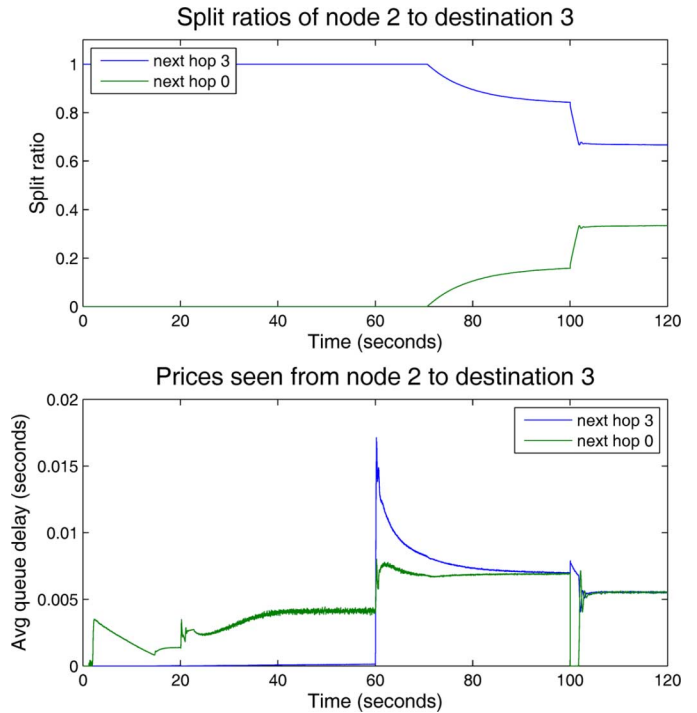 Split ratios of node 2 to destination 3
next hop 3
next hop 0
1
0.8
0.6
0.4
0.2
0
Split ratio
0 20 40 60 80 100 120
Time (seconds)
Prices seen from node 2 to destination 3
next hop 3
next hop 0
0.02
0.015
0.01
0.005
0
Avg queue delay (seconds)
0 20 40 60 80 100 120
Time (seconds)